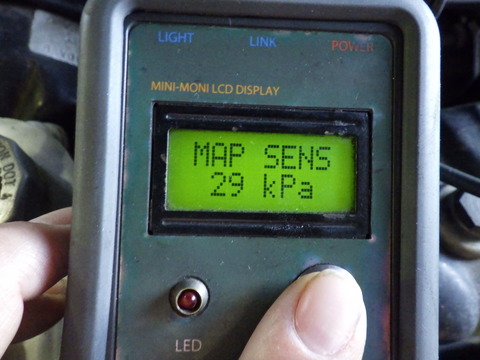 LIGHT LINK POWER
MINI-MONI LCD DISPLAY
MAP SENS
29 kPa
LED